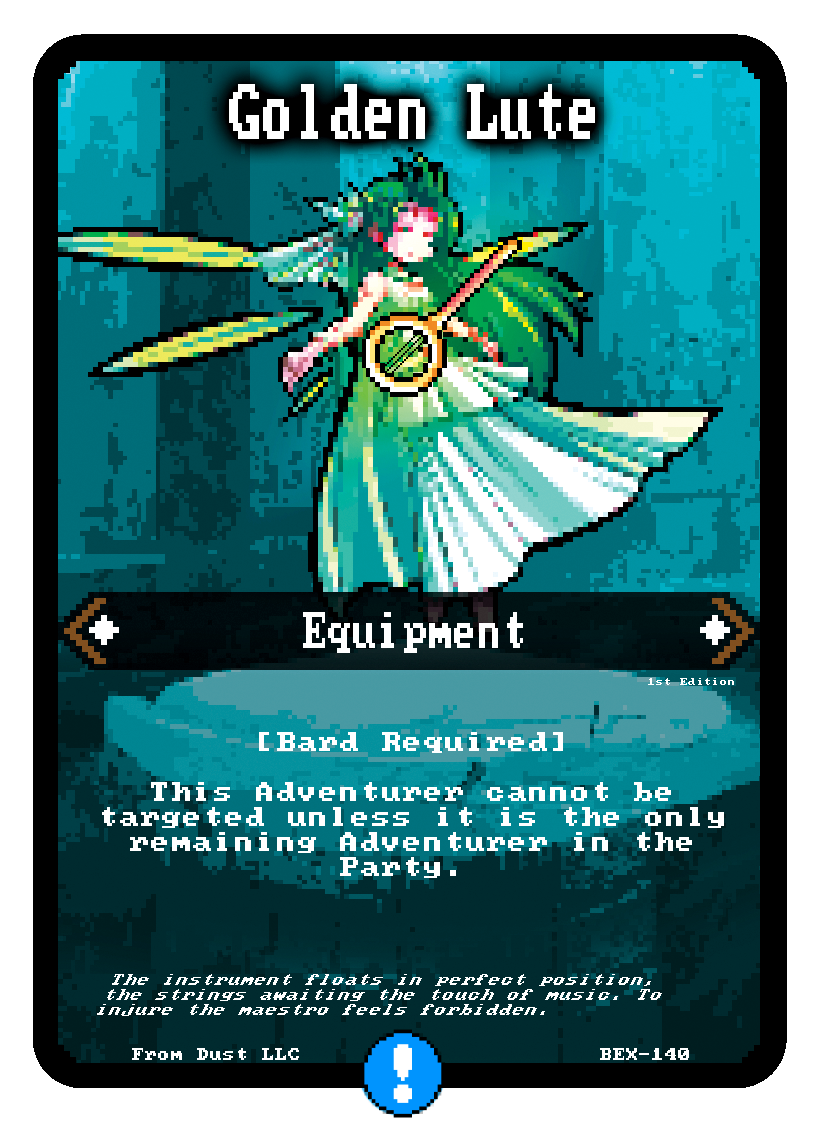 Golden Lute
Equipment
1st Edition
[Bard Required]
This Adventurer cannot be
targeted unless it is the only
remaining Adventurer in the
Party.
The instrument floats in perfect position,
the strings awaiting the touch of music. To
injure the maestro feels forbidden.
From Dust LLC
BEX-140
!